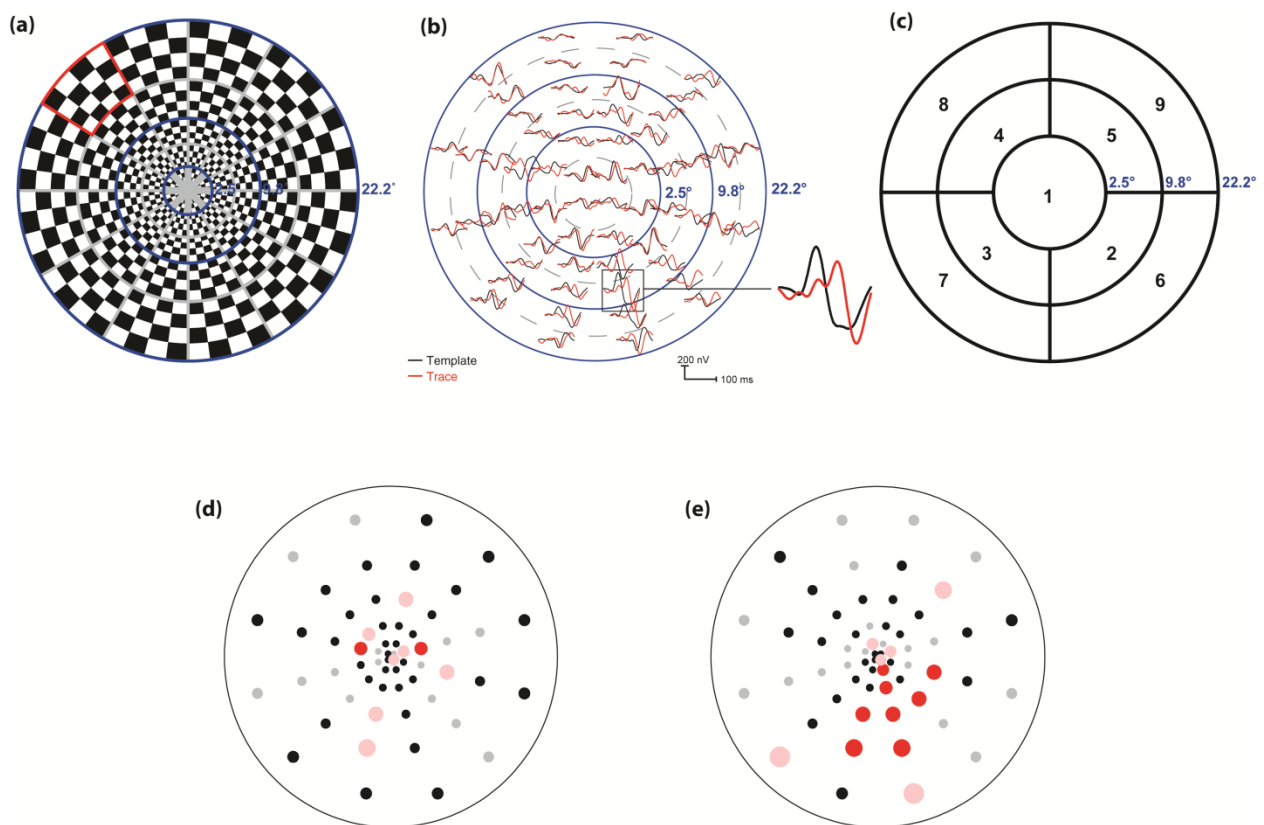 (a)
2.5° 9.8° 22.2°
(b)
2.5° 9.8° 22.2°
Template
Trace
200 nV
100 ms
(c)
8 9
4 5
1 2.5° 9.8° 22.2°
3 2
7 6
(d)
(e)